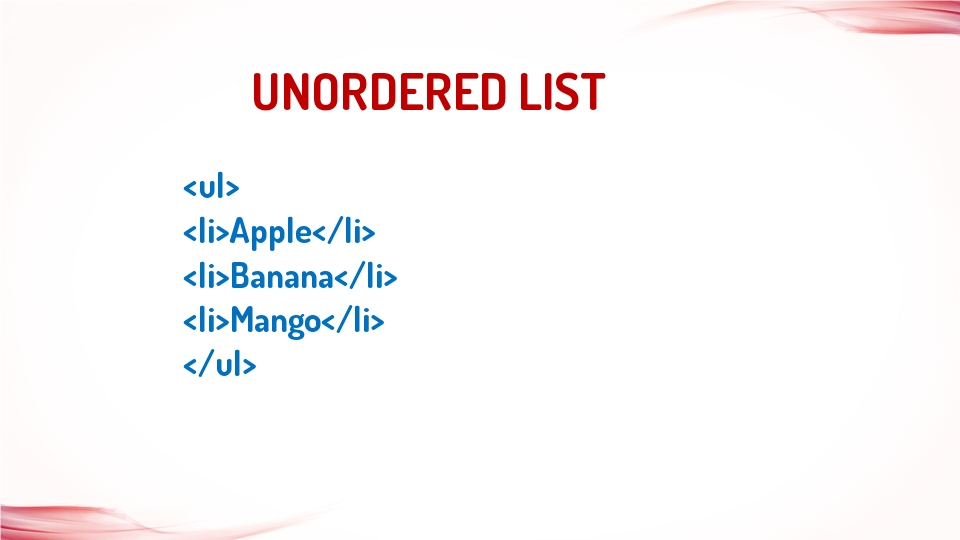 UNORDERED LIST
<ul>
<li>Apple</li>
<li>Banana</li>
<li>Mango</li>
</ul>